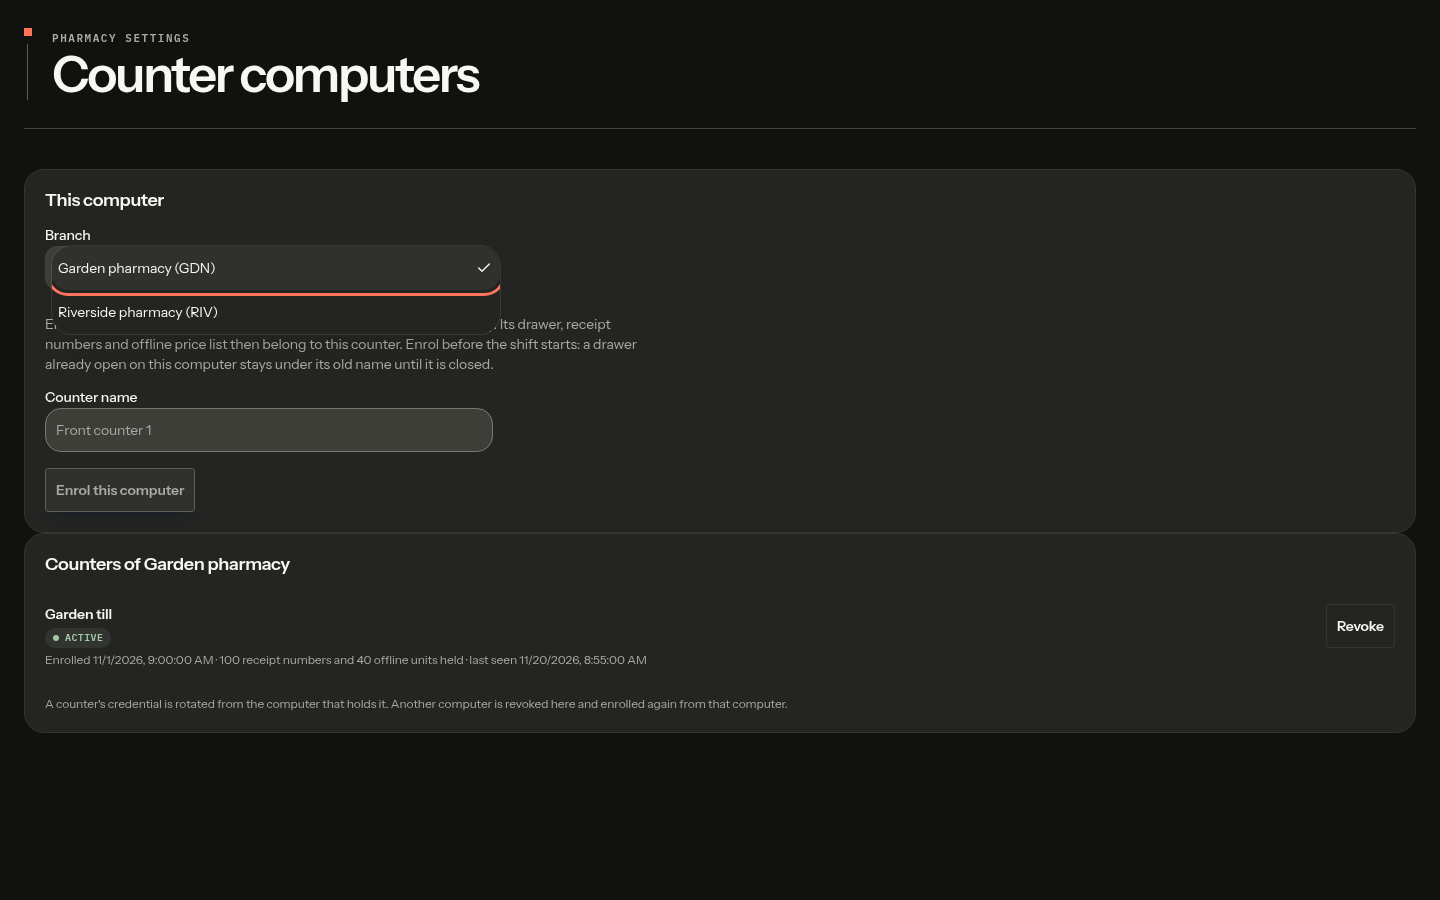 PHARMACY SETTINGS
Counter computers
This computer
Branch
Garden pharmacy (GDN)
Riverside pharmacy (RIV)
Its drawer, receipt
numbers and offline price list then belong to this counter. Enrol before the shift starts: a drawer
already open on this computer stays under its old name until it is closed.
Counter name
Front counter 1
Enrol this computer
Counters of Garden pharmacy
Garden till
ACTIVE
Revoke
Enrolled 11/1/2026, 9:00:00 AM · 100 receipt numbers and 40 offline units held · last seen 11/20/2026, 8:55:00 AM
A counter's credential is rotated from the computer that holds it. Another computer is revoked here and enrolled again from that computer.